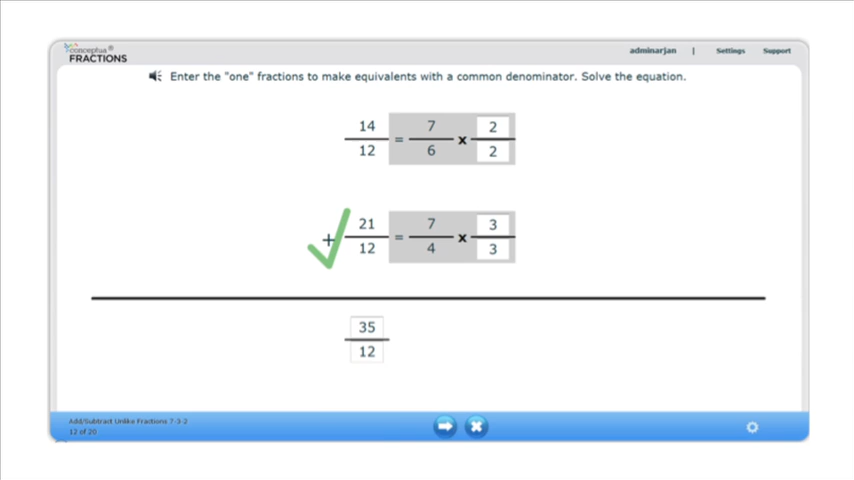 conceptua®
FRACTIONS
adminarjan | Settings Support
Enter the "one" fractions to make equivalents with a common denominator. Solve the equation.
14 7 2
= x
12 6 2
21 7 3
+ = x
12 4 3
35
12
Add/Subtract Unlike Fractions 7-3-2
12 of 20